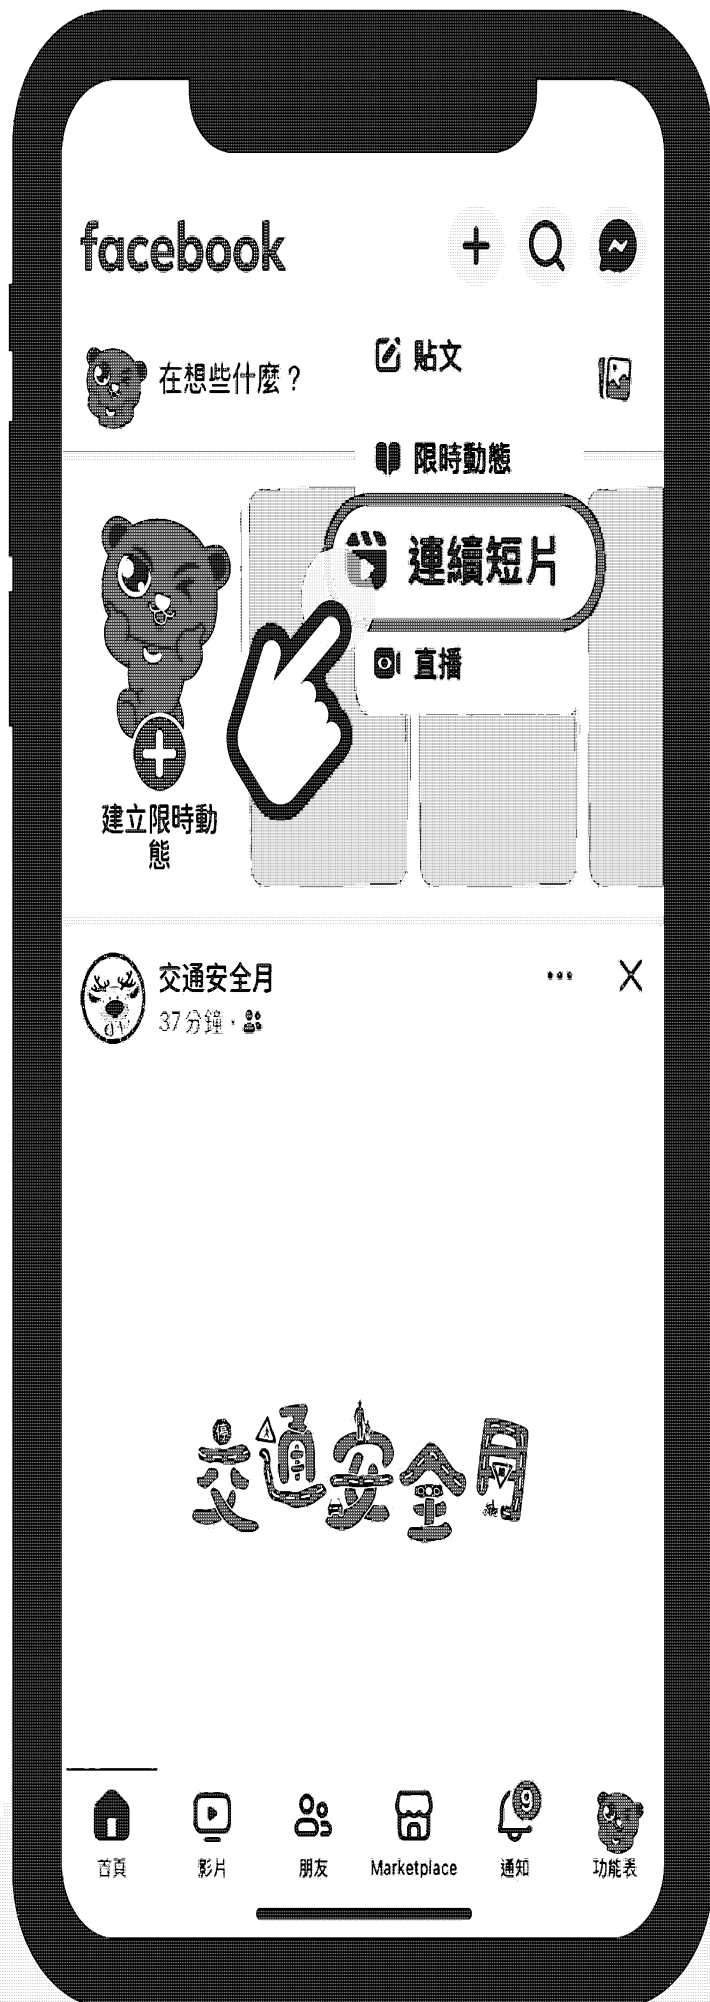 facebook
在想些什麼？
貼文
限時動態
連續短片
直播
建立限時動
態
交通安全月
37分鐘
停
交通安全月
9
首頁
影片
朋友
Marketplace
通知
功能表